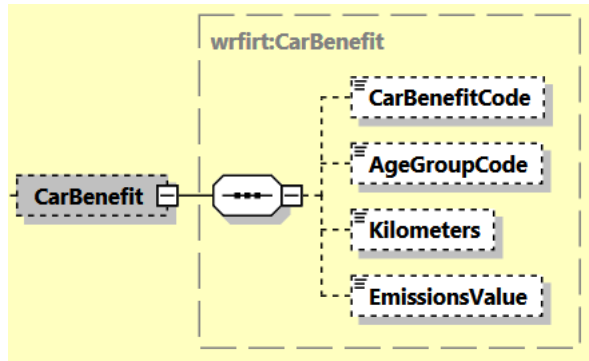 wrfirt:CarBenefit
CarBenefitCode
AgeGroupCode
CarBenefit
Kilometers
EmissionsValue